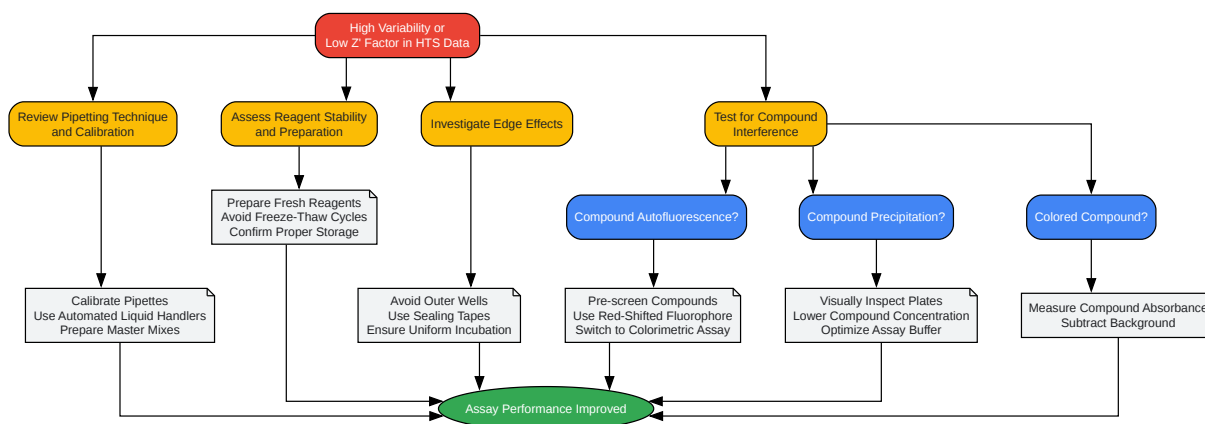 High Variability or
Low Z' Factor in HTS Data
Review Pipetting Technique
and Calibration
Assess Reagent Stability
and Preparation
Investigate Edge Effects
Test for Compound
Interference
Prepare Fresh Reagents
Avoid Freeze-Thaw Cycles
Confirm Proper Storage
Compound Autofluorescence?
Compound Precipitation?
Colored Compound?
Calibrate Pipettes
Use Automated Liquid Handlers
Prepare Master Mixes
Avoid Outer Wells
Use Sealing Tapes
Ensure Uniform Incubation
Pre-screen Compounds
Use Red-Shifted Fluorophore
Switch to Colorimetric Assay
Visually Inspect Plates
Lower Compound Concentration
Optimize Assay Buffer
Measure Compound Absorbance
Subtract Background
Assay Performance Improved